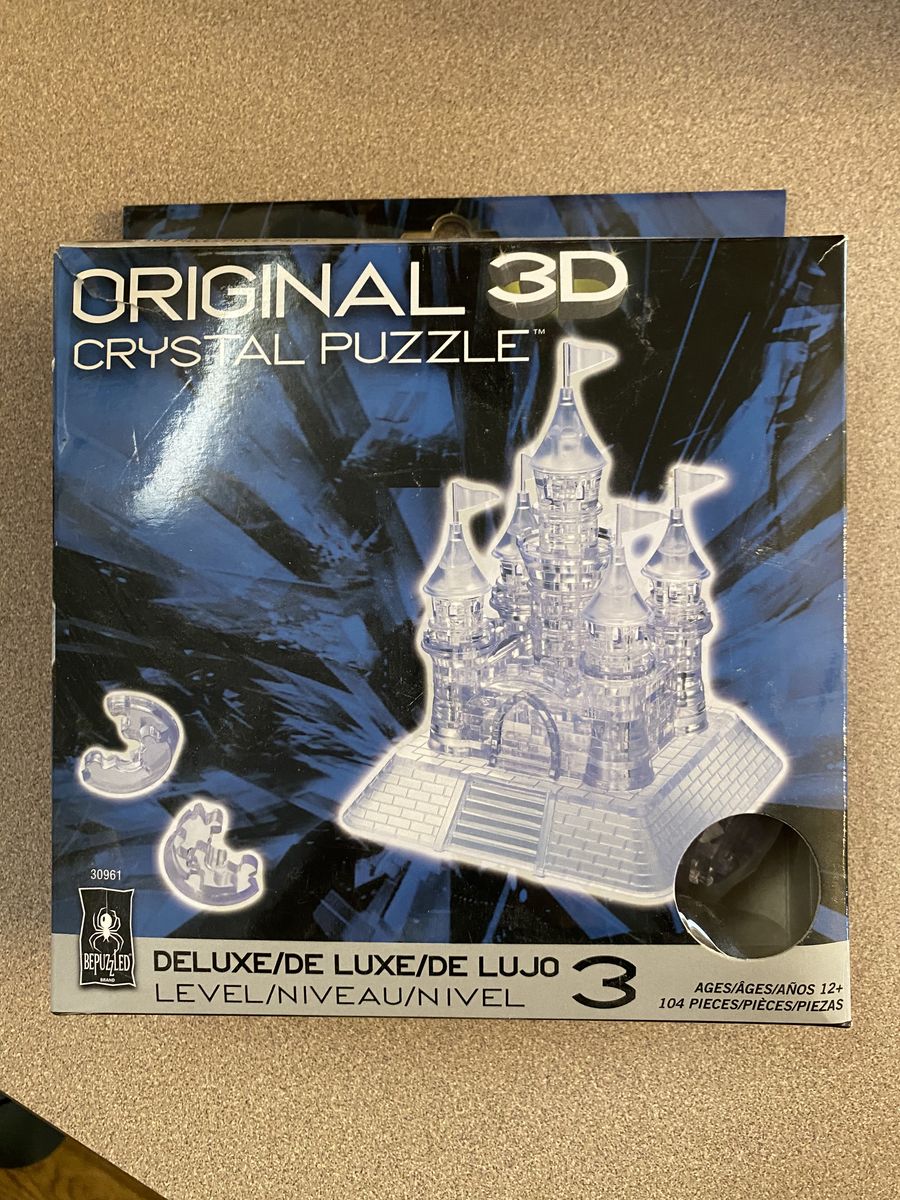 ORIGINAL 3D
CRYSTAL PUZZLE™
30961
BEPUZZLED
BRAND
DELUXE/DE LUXE/DE LUJO
LEVEL/NIVEAU/NIVEL
3
AGES/ÂGES/AÑOS 12+
104 PIECES/PIÈCES/PIEZAS